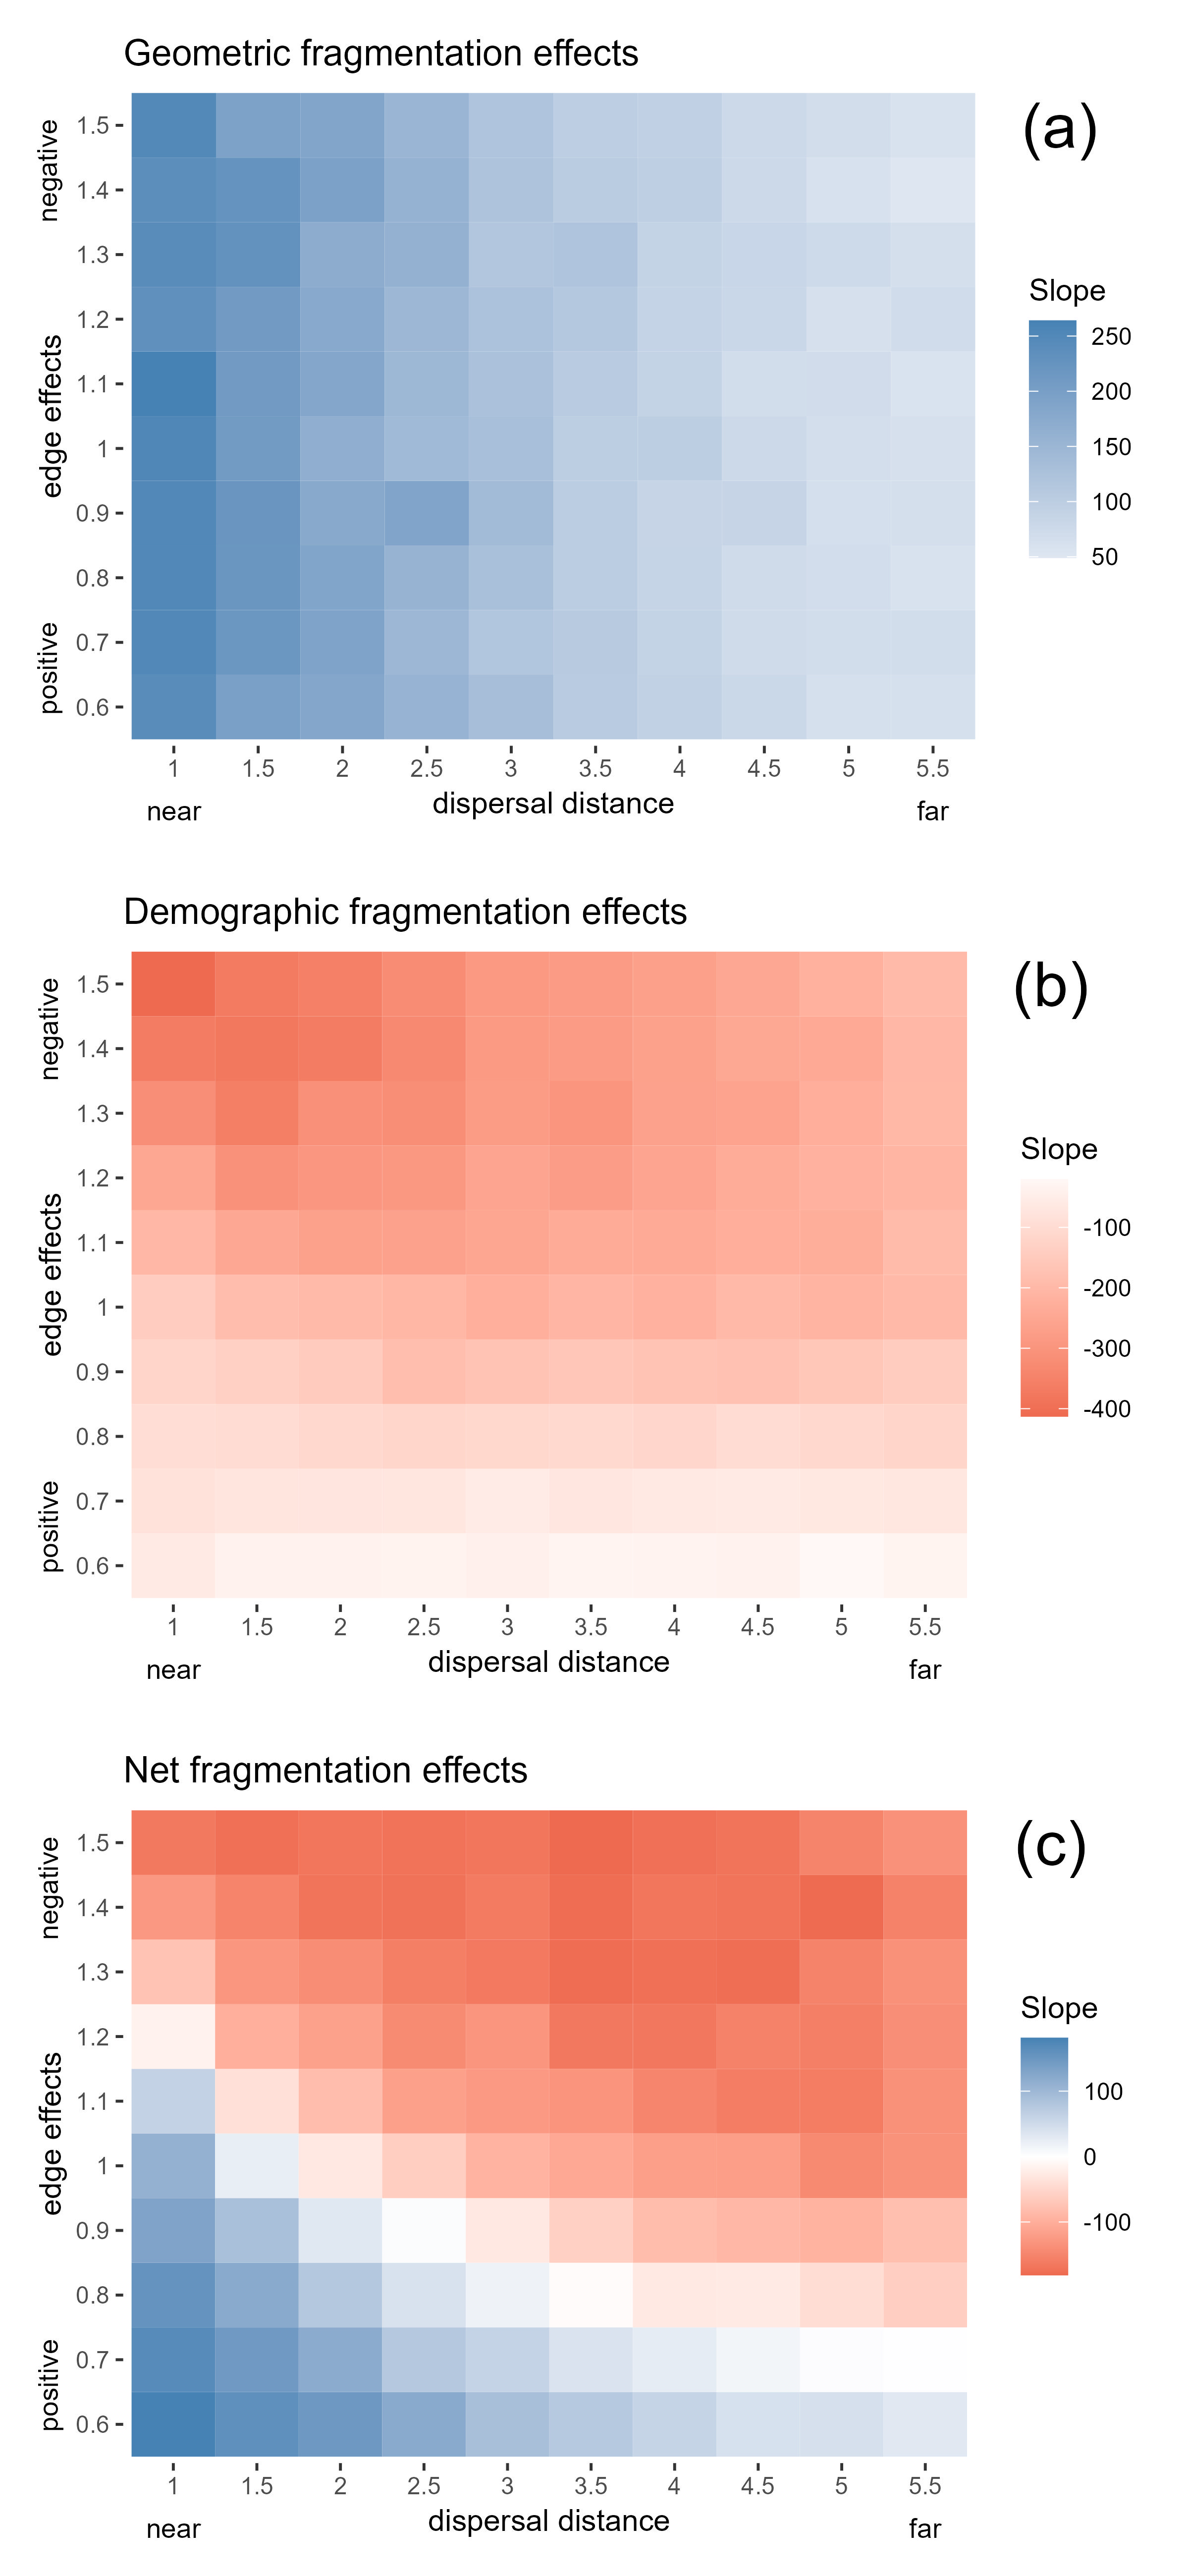 Geometric fragmentation effects
(a)
negative
edge effects
positive
1.5
1.4
1.3
1.2
1.1
1
0.9
0.8
0.7
0.6
1 1.5 2 2.5 3 3.5 4 4.5 5 5.5
near dispersal distance far
Slope
250
200
150
100
50
Demographic fragmentation effects
(b)
negative
edge effects
positive
1.5
1.4
1.3
1.2
1.1
1
0.9
0.8
0.7
0.6
1 1.5 2 2.5 3 3.5 4 4.5 5 5.5
near dispersal distance far
Slope
-100
-200
-300
-400
Net fragmentation effects
(c)
negative
edge effects
positive
1.5
1.4
1.3
1.2
1.1
1
0.9
0.8
0.7
0.6
1 1.5 2 2.5 3 3.5 4 4.5 5 5.5
near dispersal distance far
Slope
100
0
-100